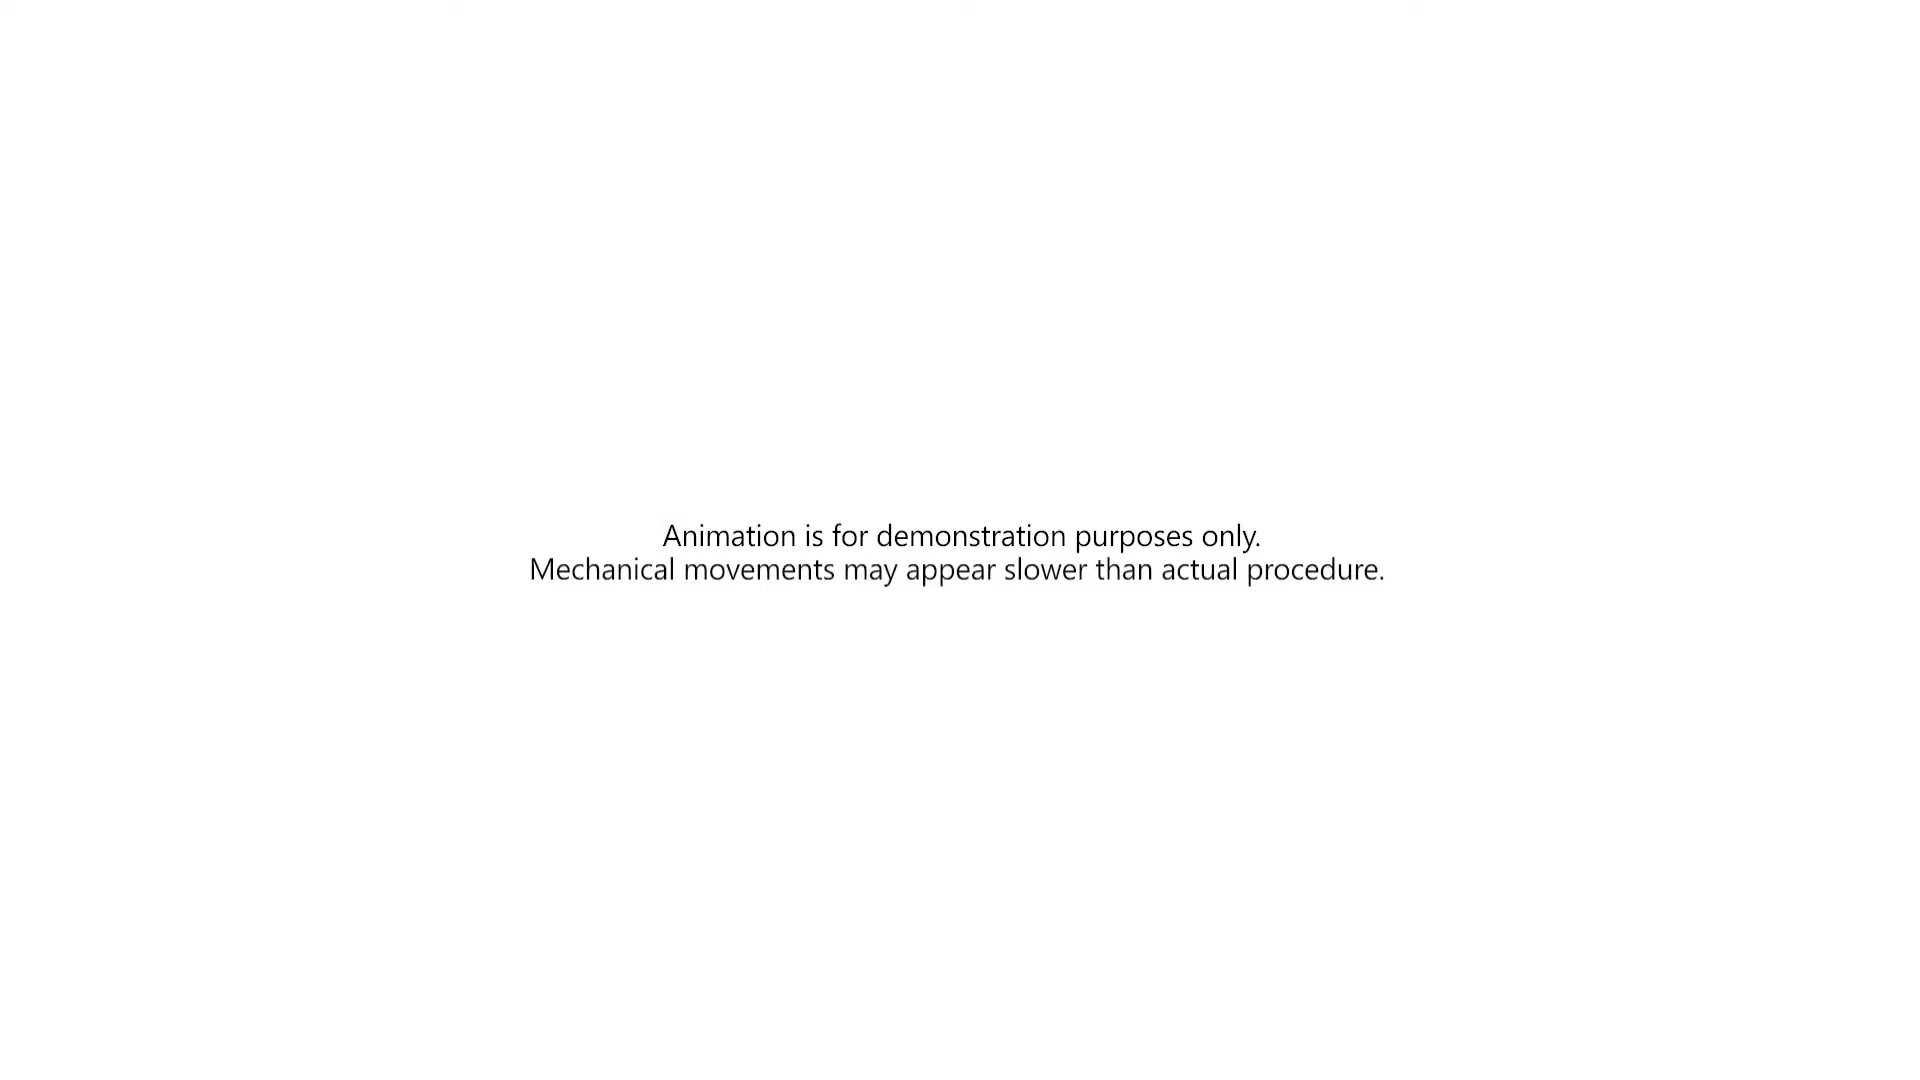 Animation is for demonstration purposes only.
Mechanical movements may appear slower than actual procedure.